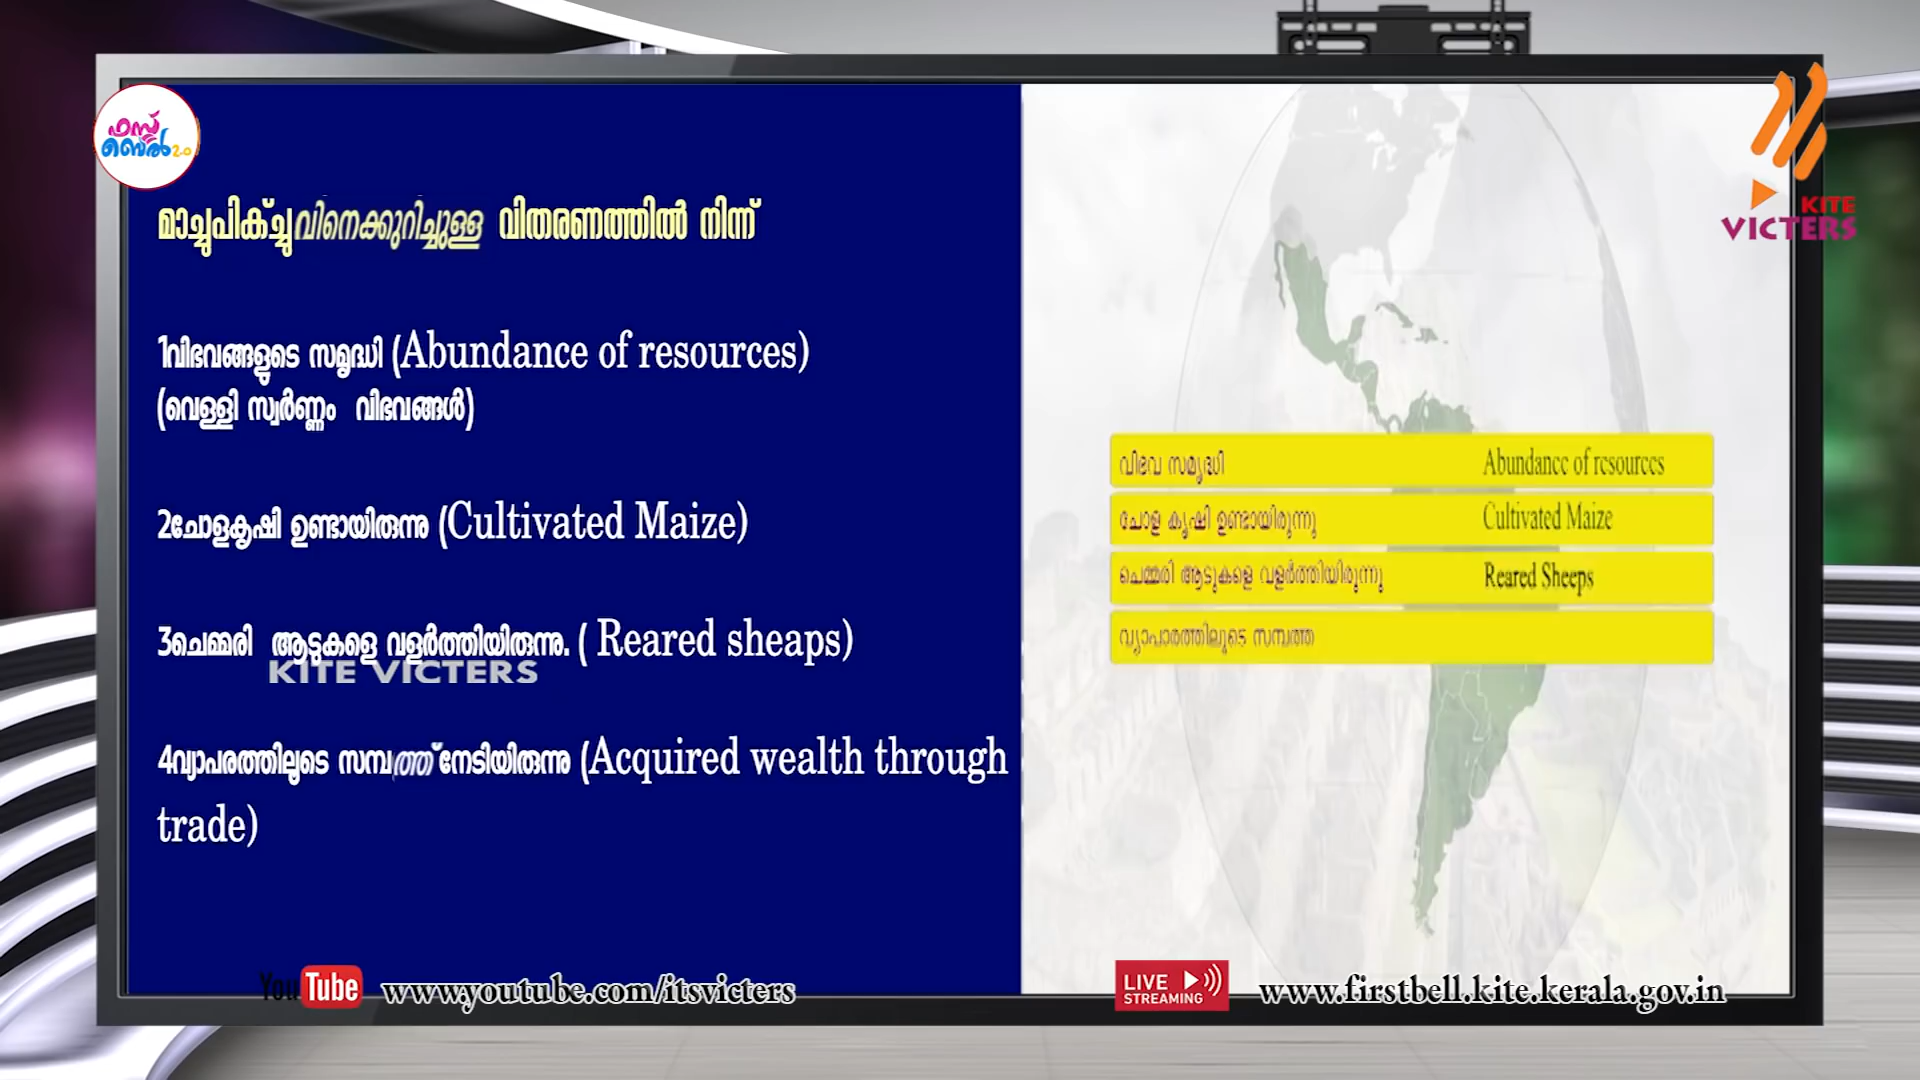 ഫസ്റ്റ്
ബെൽ 2.0
മാച്ചുപിക്ച്ചുവിനെക്കുറിച്ചുള്ള വിതരണത്തിൽ നിന്ന്
1വിഭവങ്ങളുടെ സമൃദ്ധി (Abundance of resources)
(വെള്ളി സ്വർണ്ണം വിഭവങ്ങൾ)
2ചോളകൃഷി ഉണ്ടായിരുന്നു (Cultivated Maize)
3ചെമ്മരി ആടുകളെ വളർത്തിയിരുന്നു. ( Reared sheaps)
KITE VICTERS
4വ്യാപരത്തിലൂടെ സമ്പത്ത് നേടിയിരുന്നു (Acquired wealth through
trade)
KITE
VICTERS
വിഭവ സമൃദ്ധി Abundance of resources
ചോള കൃഷി ഉണ്ടായിരുന്നു Cultivated Maize
ചെമ്മരി ആടുകളെ വളർത്തിയിരുന്നു Reared Sheeps
വ്യാപാരത്തിലൂടെ സമ്പത്ത
YouTube www.youtube.com/itsvicters
LIVE
STREAMING
www.firstbell.kite.kerala.gov.in